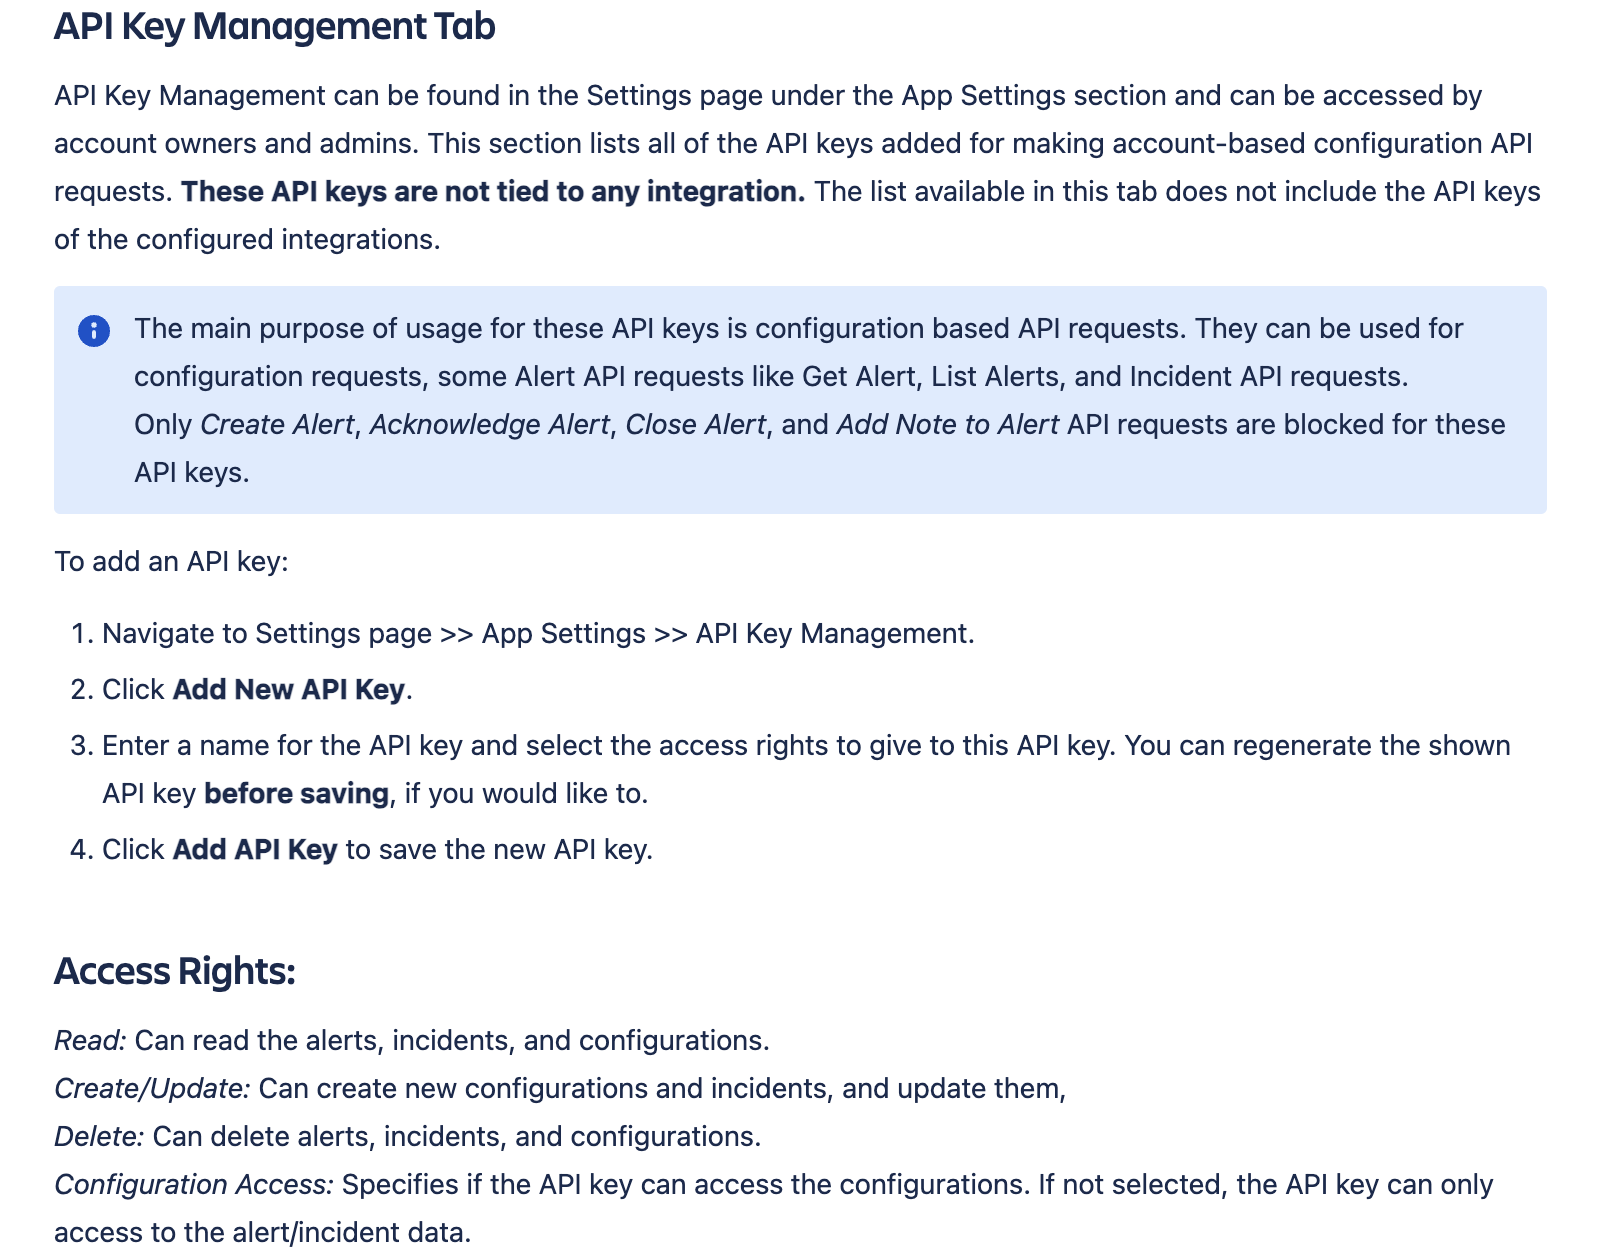 API Key Management Tab
API Key Management can be found in the Settings page under the App Settings section and can be accessed by
account owners and admins. This section lists all of the API keys added for making account-based configuration API
requests. These API keys are not tied to any integration. The list available in this tab does not include the API keys
of the configured integrations.
The main purpose of usage for these API keys is configuration based API requests. They can be used for
configuration requests, some Alert API requests like Get Alert, List Alerts, and Incident API requests.
Only Create Alert, Acknowledge Alert, Close Alert, and Add Note to Alert API requests are blocked for these
API keys.
To add an API key:
1. Navigate to Settings page >> App Settings >> API Key Management.
2. Click Add New API Key.
3. Enter a name for the API key and select the access rights to give to this API key. You can regenerate the shown
API key before saving, if you would like to.
4. Click Add API Key to save the new API key.
Access Rights:
Read: Can read the alerts, incidents, and configurations.
Create/Update: Can create new configurations and incidents, and update them,
Delete: Can delete alerts, incidents, and configurations.
Configuration Access: Specifies if the API key can access the configurations. If not selected, the API key can only
access to the alert/incident data.